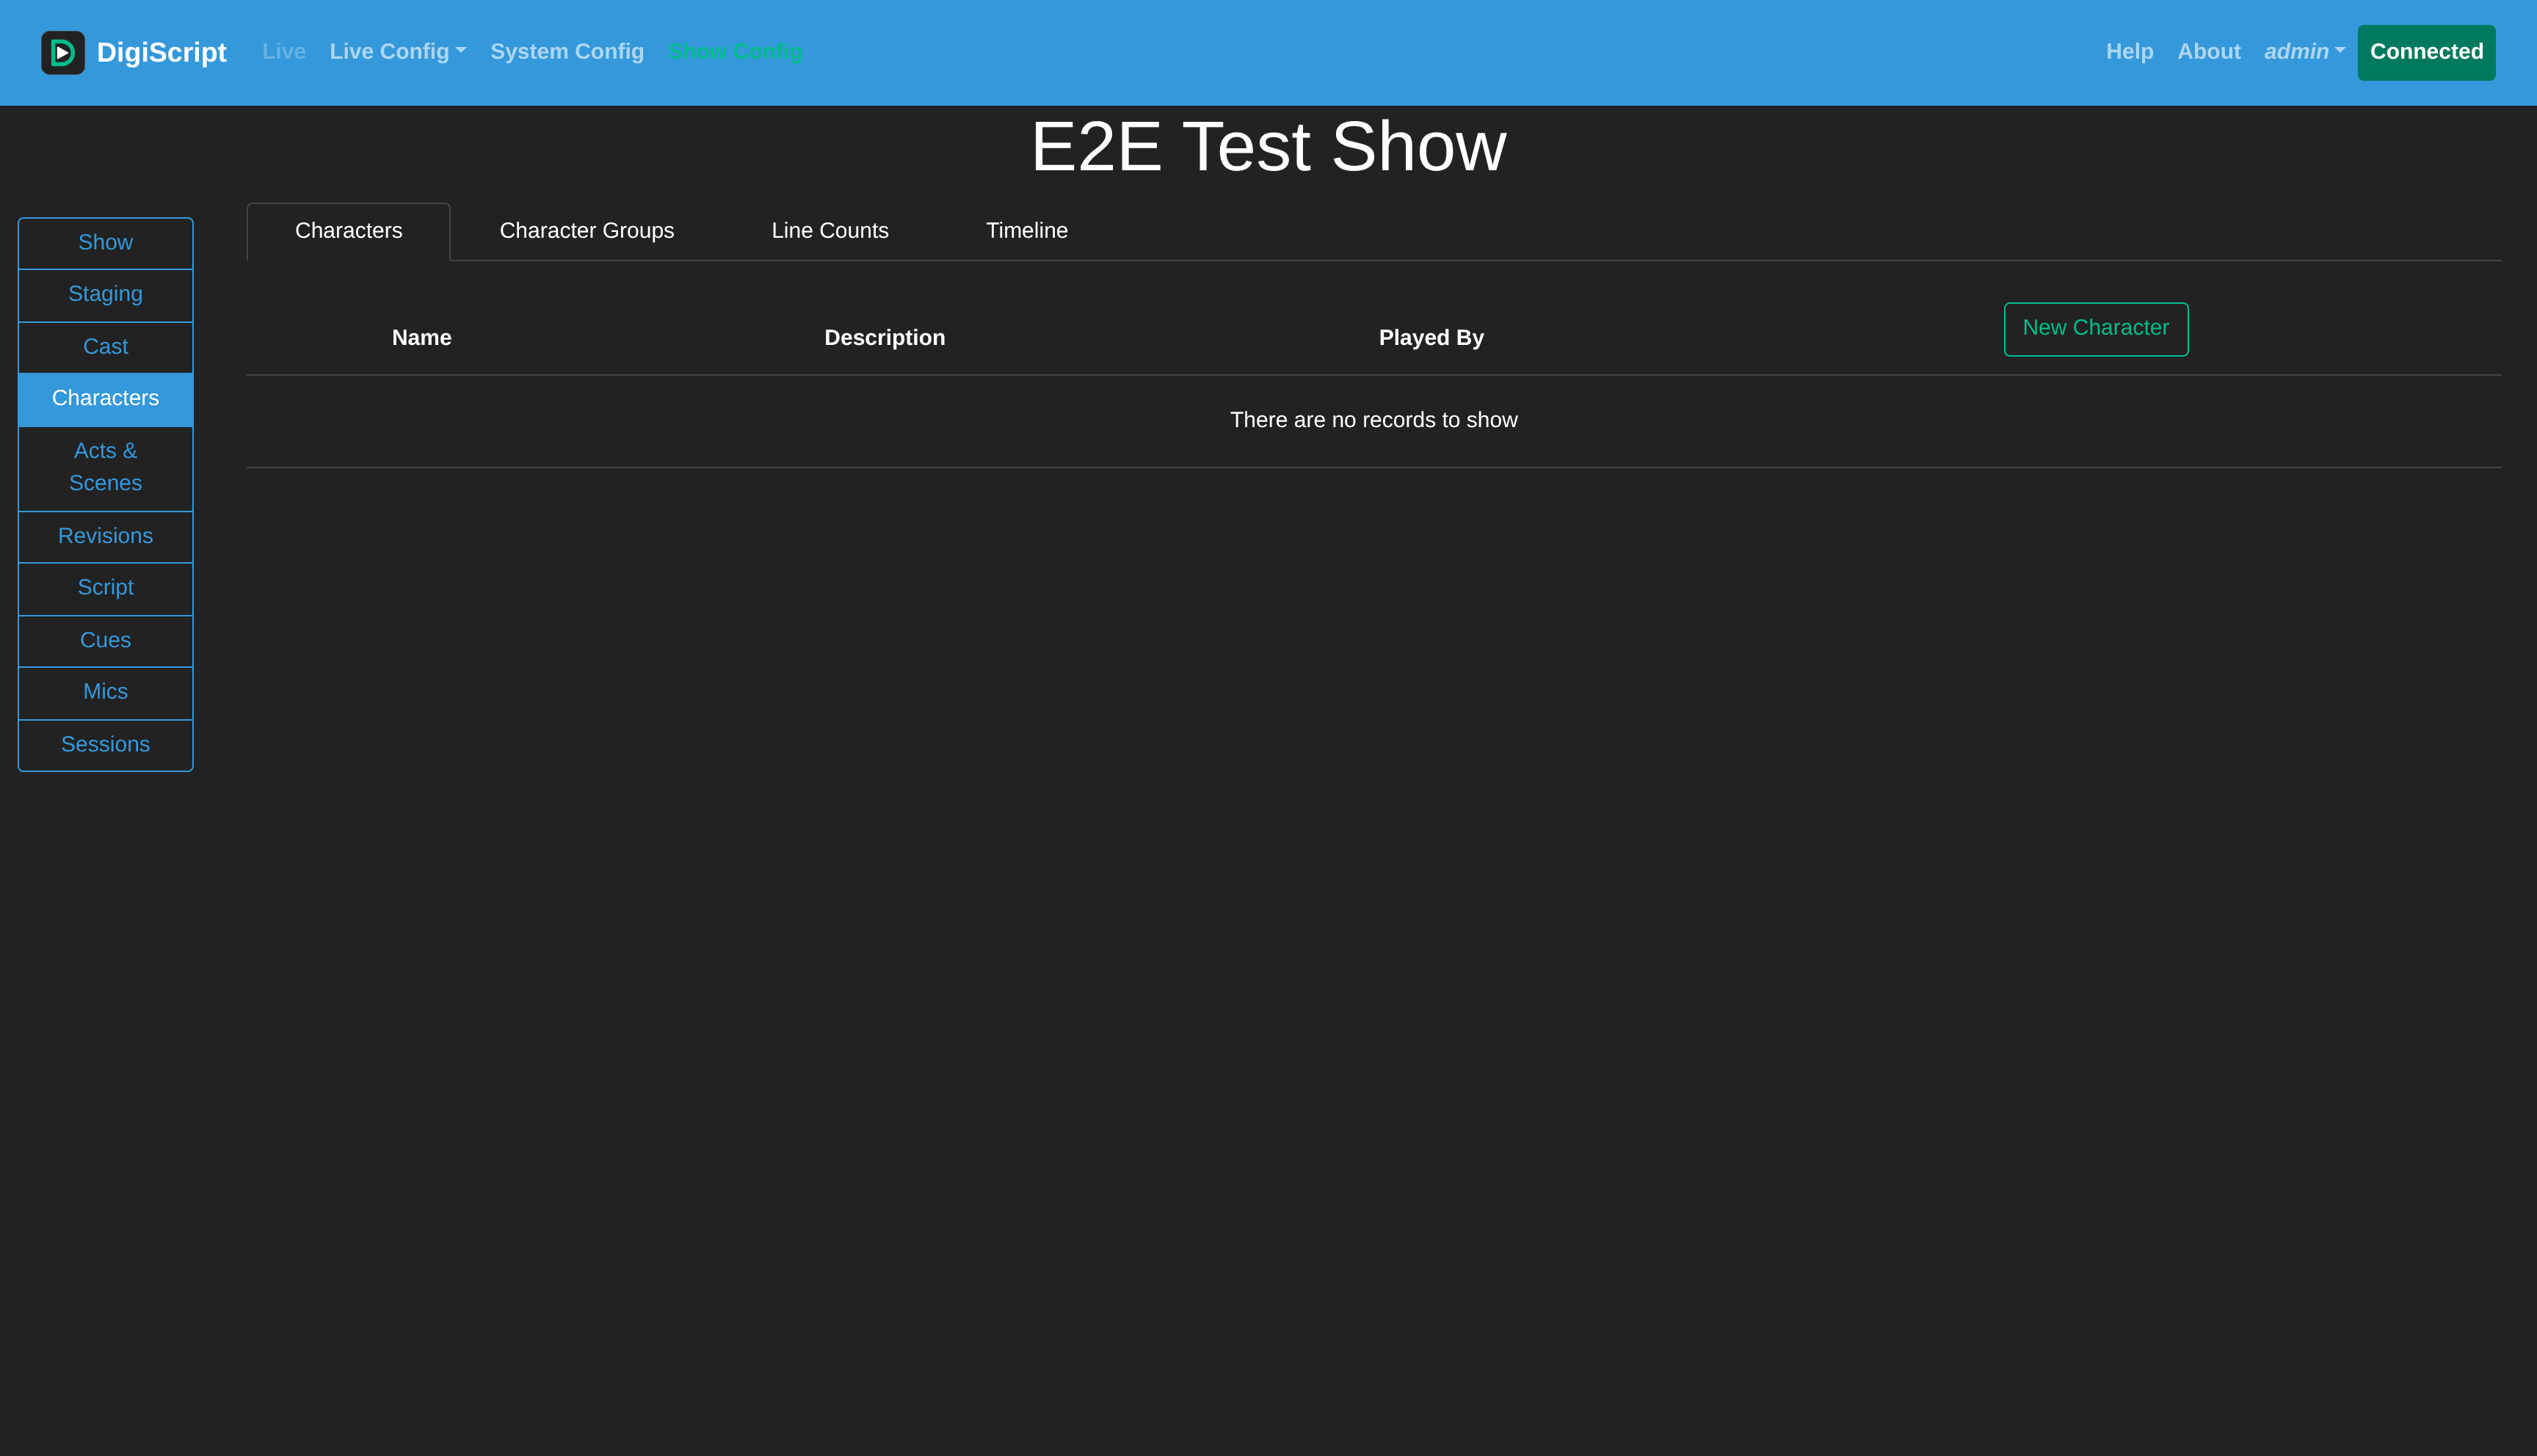 DigiScript Live Live Config System Config Show Config Help About admin Connected
E2E Test Show
Show
Staging
Cast
Characters
Acts &
Scenes
Revisions
Script
Cues
Mics
Sessions
Characters Character Groups Line Counts Timeline
Name Description Played By New Character
There are no records to show